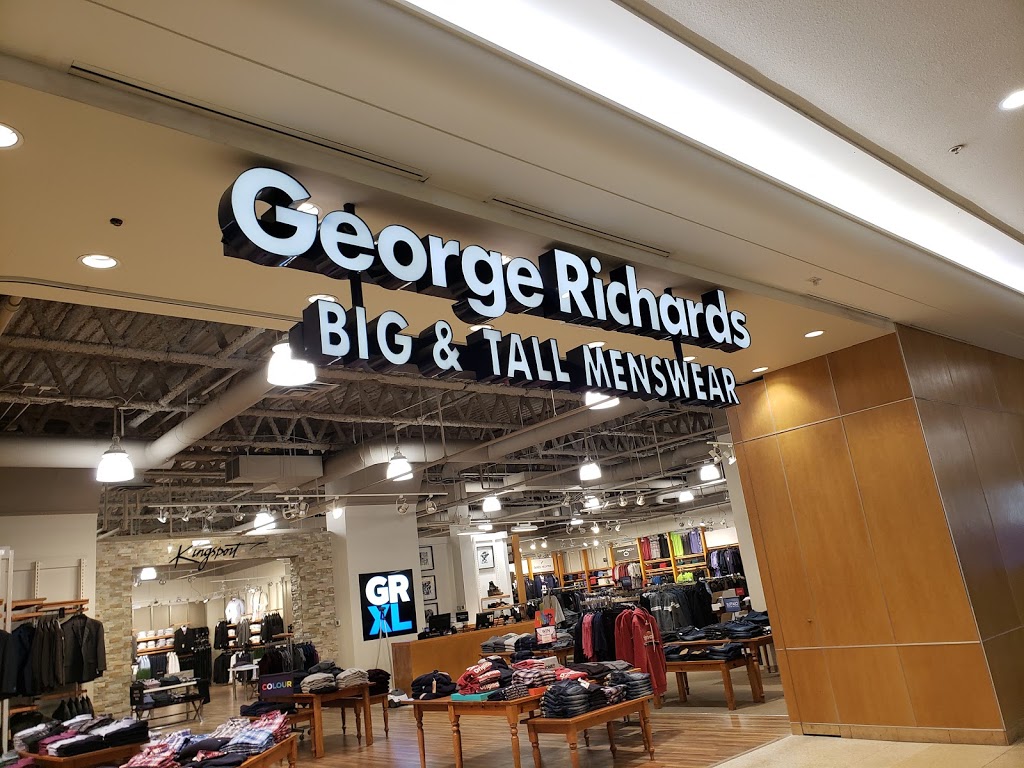 George Richards
BIG & TALL MENSWEAR
Kingsport
GR
XL
COLOUR